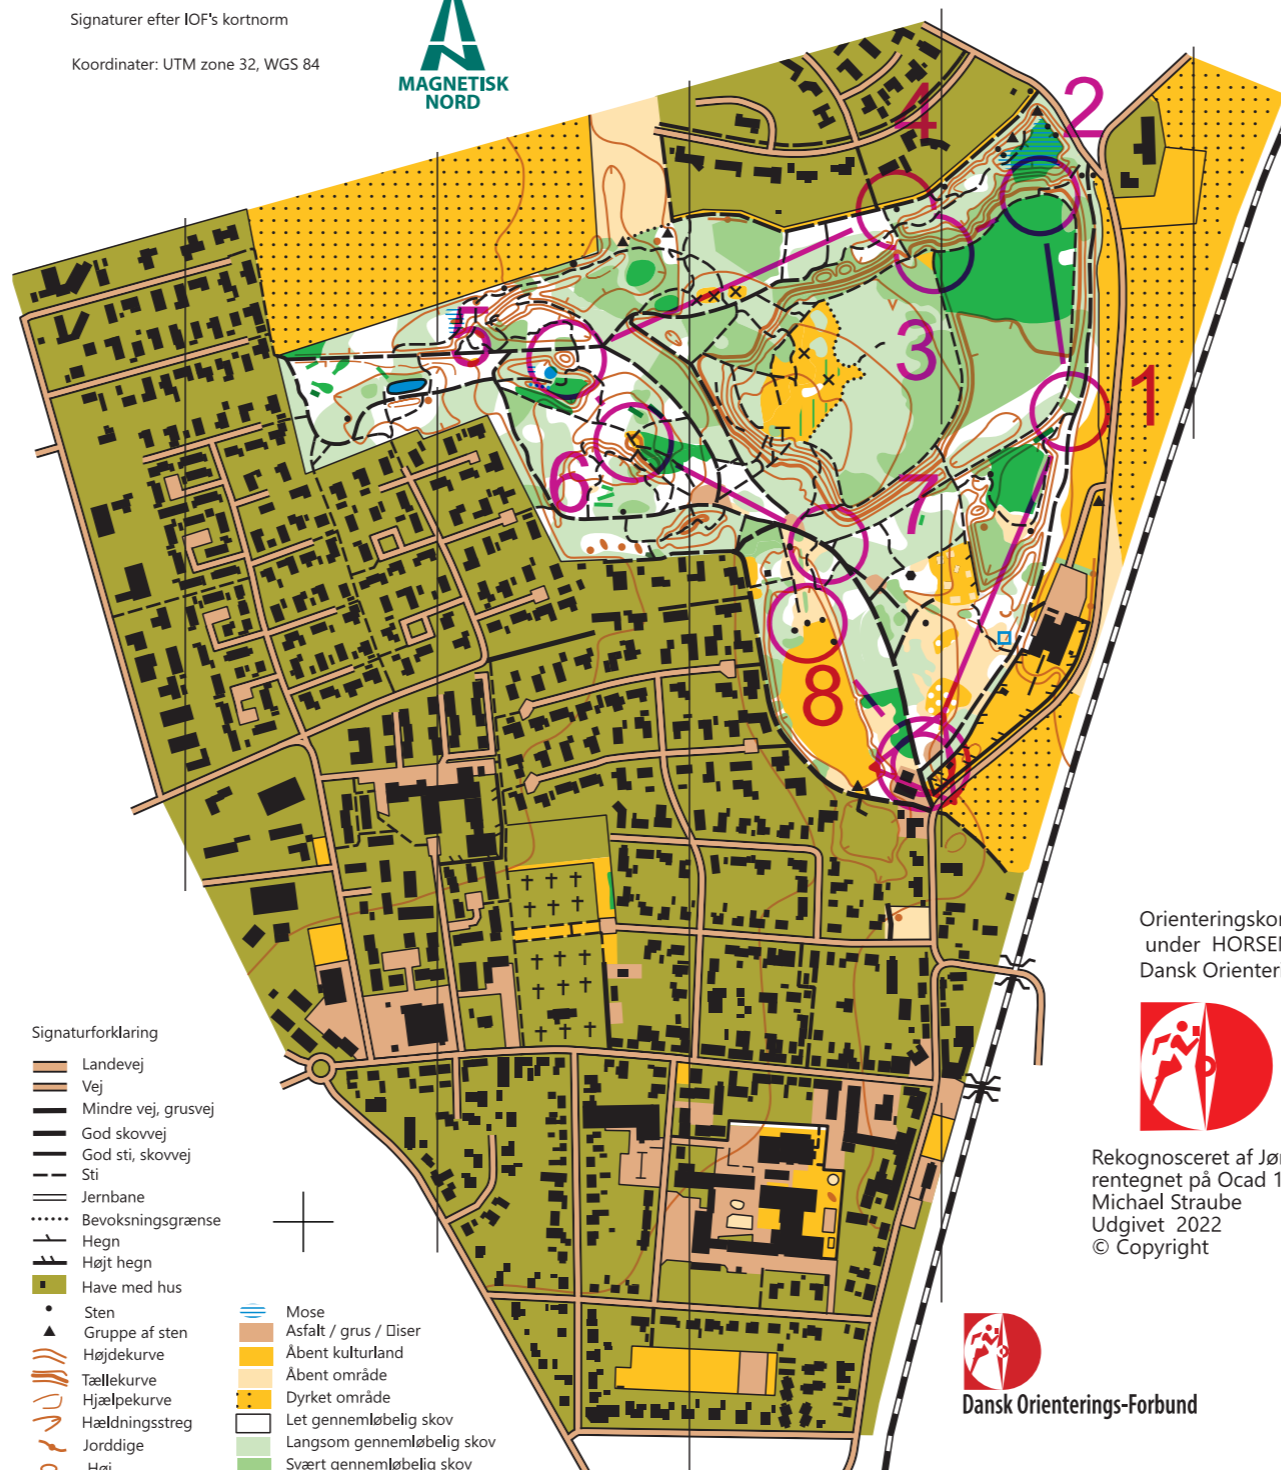 Signaturer efter IOF's kortnorm
Koordinater: UTM zone 32, WGS 84
MAGNETISK
NORD
4
2
5
3
1
6
7
8
Orienteringskor
under HORSEN
Dansk Orienteri
Signaturforklaring
Landevej
Vej
Mindre vej, grusvej
God skovvej
God sti, skovvej
Sti
Jernbane
Bevoksningsgrænse
Hegn
Højt hegn
Have med hus
Sten
Gruppe af sten
Højdekurve
Tællekurve
Hjælpekurve
Hældningsstreg
Jorddige
Høj
Mose
Asfalt / grus / □iser
Åbent kulturland
Åbent område
Dyrket område
Let gennemløbelig skov
Langsom gennemløbelig skov
Svært gennemløbelig skov
Rekognosceret af Jør
rentegnet på Ocad 1
Michael Straube
Udgivet 2022
© Copyright
Dansk Orienterings-Forbund